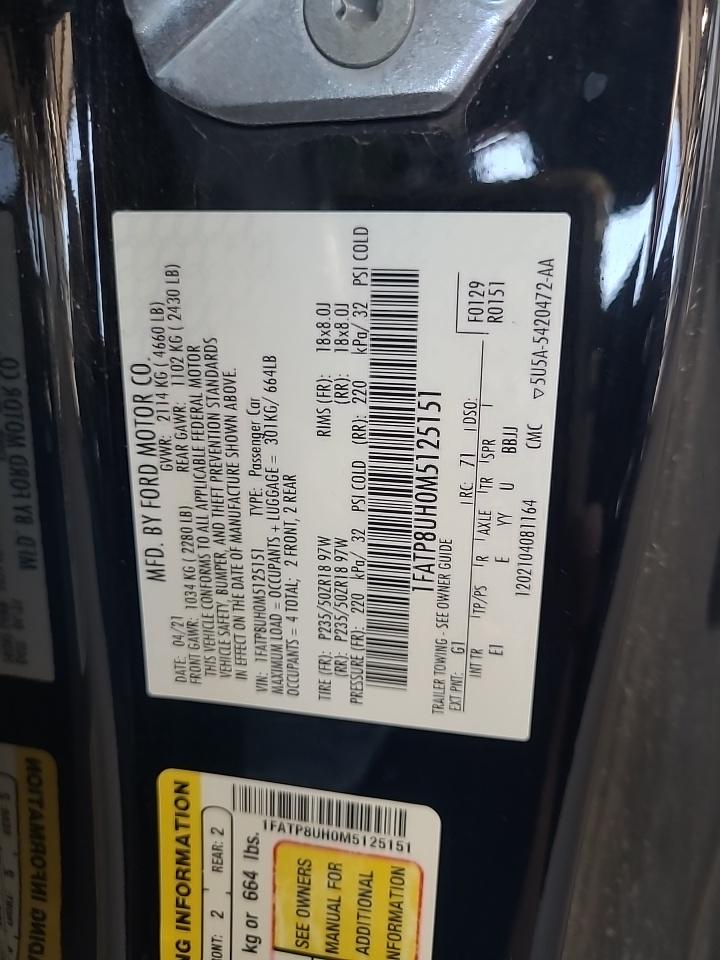 MFD. BY FORD MOTOR CO.
DATE: 04/21 GVWR: 2114 KG ( 4660 LB)
FRONT GAWR: 1034 KG ( 2280 LB) REAR GAWR: 1102 KG ( 2430 LB)
THIS VEHICLE CONFORMS TO ALL APPLICABLE FEDERAL MOTOR
VEHICLE SAFETY, BUMPER, AND THEFT PREVENTION STANDARDS
IN EFFECT ON THE DATE OF MANUFACTURE SHOWN ABOVE.
VIN: 1FATP8UH0M5125151 TYPE: Passenger Car
MAXIMUM LOAD = OCCUPANTS + LUGGAGE = 301KG/ 664LB
OCCUPANTS = 4 TOTAL; 2 FRONT, 2 REAR
TIRE (FR): P235/50ZR18 97W RIMS (FR): 18x8.0J
(RR): P235/50ZR18 97W (RR): 18x8.0J
PRESSURE (FR): 220 kPa/ 32 PSI COLD (RR): 220 kPa/ 32 PSI COLD
1FATP8UH0M5125151
TRAILER TOWING - SEE OWNER GUIDE
EXT PNT: G1 RC: 71 DSO: F0129
R0151
INT TR TP/PS R AXLE TR SPR
E1 E YY U BBJJ
1202104081164 CMC ▽5U5A-5420472-AA
NG INFORMATION
RONT: 2 REAR: 2
kg or 664 lbs.
1FATP8UH0M5125151
SEE OWNERS
MANUAL FOR
ADDITIONAL
INFORMATION